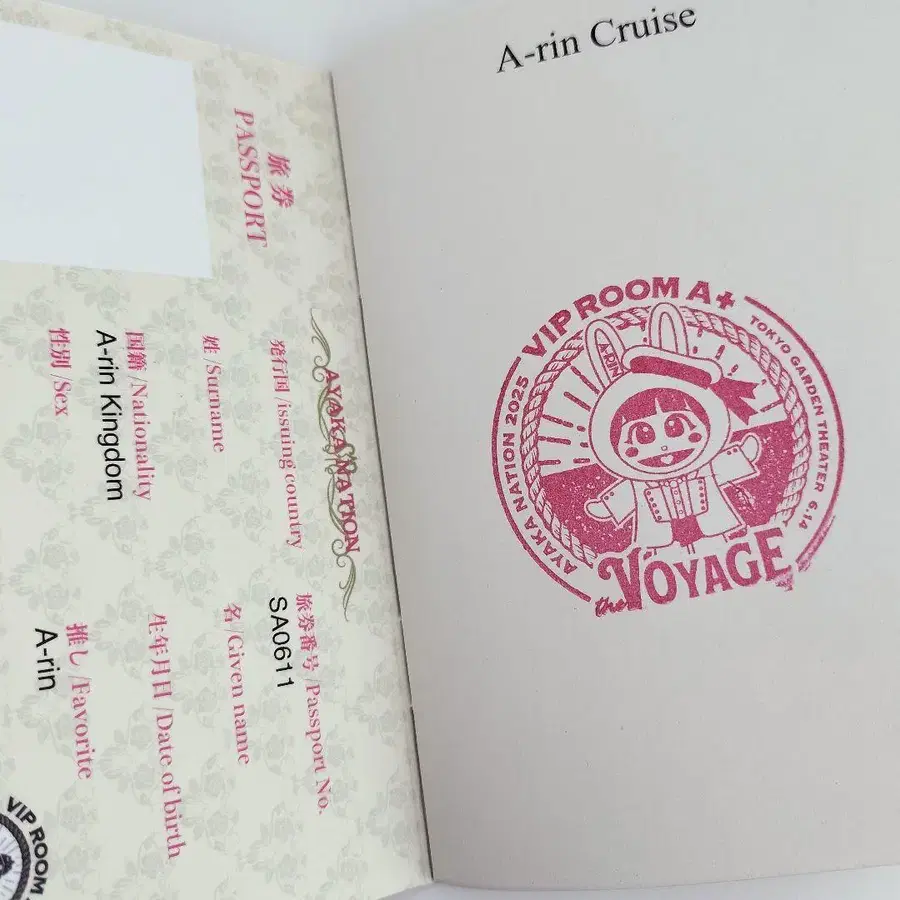 旅券
PASSPORT
AYAKA NATION
発行国/issuing country
旅券番号/Passport No.
SA0611
姓/Surname
名/Given name
国籍/Nationality
A-rin Kingdom
生年月日/Date of birth
性別/Sex
推し/Favorite
A-rin
VIP ROOM
A-rin Cruise
VIP ROOM A+
AYAKA NATION 2025
TOKYO GARDEN THEATER 6.14
A-RIN
the VOYAGE